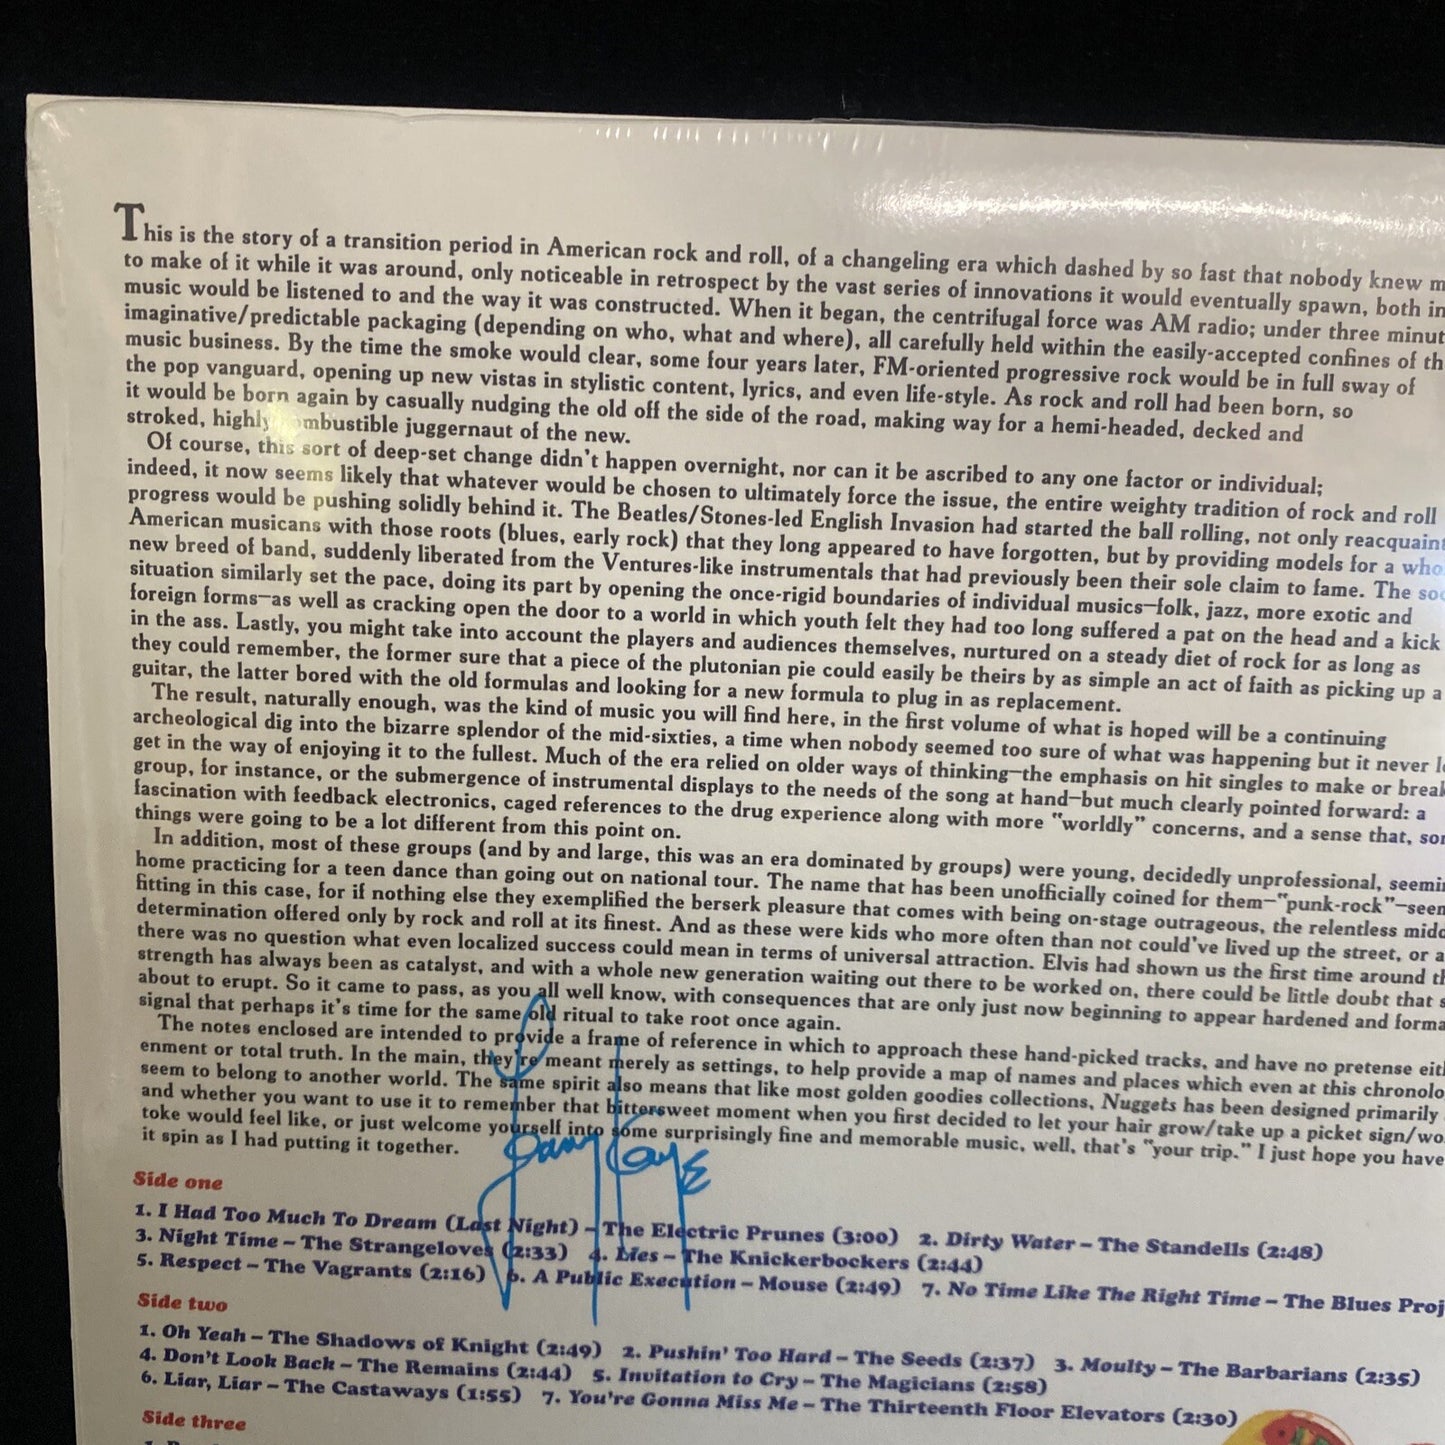 This is the story of a transition period in American rock and roll, of a changeling era which dashed by so fast that nobody knew
to make of it while it was around, only noticeable in retrospect by the vast series of innovations it would eventually spawn, both in
music would be listened to and the way it was constructed. When it began, the centrifugal force was AM radio; under three
imaginative/predictable packaging (depending on who, what and where), all carefully held within the easily-accepted confines of
music business. By the time the smoke would clear, some four years later, FM-oriented progressive rock would be in full sway of
the pop vanguard, opening up new vistas in stylistic content, lyrics, and even life-style. As rock and roll had been born, so
it would be born again by casually nudging the old off the side of the road, making way for a hemi-headed, decked and
stroked, highly combustible juggernaut of the new.
Of course, this sort of deep-set change didn't happen overnight, nor can it be ascribed to any one factor or individual;
indeed, it now seems likely that whatever would be chosen to ultimately force the issue, the entire weighty tradition of rock and roll
progress would be pushing solidly behind it. The Beatles/Stones-led English Invasion had started the ball rolling, not only
American musicans with those roots (blues, early rock) that they long appeared to have forgotten, but by providing models for a
new breed of band, suddenly liberated from the Ventures-like instrumentals that had previously been their sole claim to fame. The
situation similarly set the pace, doing its part by opening the once-rigid boundaries of individual musics—folk, jazz, more exotic and
foreign forms—as well as cracking open the door to a world in which youth felt they had too long suffered a pat on the head and a kick
in the ass. Lastly, you might take into account the players and audiences themselves, nurtured on a steady diet of rock for as long as
they could remember, the former sure that a piece of the plutonian pie could easily be theirs by as simple an act of faith as picking up a
guitar, the latter bored with the old formulas and looking for a new formula to plug in as replacement.
The result, naturally enough, was the kind of music you will find here, in the first volume of what is hoped will be a continuing
archeological dig into the bizarre splendor of the mid-sixties, a time when nobody seemed too sure of what was happening but it never
get in the way of enjoying it to the fullest. Much of the era relied on older ways of thinking—the emphasis on hit singles to make or break
group, for instance, or the submergence of instrumental displays to the needs of the song at hand—but much clearly pointed forward: a
fascination with feedback electronics, caged references to the drug experience along with more "worldly" concerns, and a sense that,
things were going to be a lot different from this point on.
In addition, most of these groups (and by and large, this was an era dominated by groups) were young, decidedly unprofessional,
home practicing for a teen dance than going out on national tour. The name that has been unofficially coined for them—"punk-rock"—
fitting in this case, for if nothing else they exemplified the berserk pleasure that comes with being on-stage outrageous, the relentless
determination offered only by rock and roll at its finest. And as these were kids who more often than not could've lived up the street, or
there was no question what even localized success could mean in terms of universal attraction. Elvis had shown us the first time around
strength has always been as catalyst, and with a whole new generation waiting out there to be worked on, there could be little doubt that
about to erupt. So it came to pass, as you all well know, with consequences that are only just now beginning to appear hardened and
signal that perhaps it's time for the same old ritual to take root once again.
The notes enclosed are intended to provide a frame of reference in which to approach these hand-picked tracks, and have no pretense
enment or total truth. In the main, they're meant merely as settings, to help provide a map of names and places which even at this
seem to belong to another world. The same spirit also means that like most golden goodies collections, Nuggets has been designed primarily
and whether you want to use it to remember that bittersweet moment when you first decided to let your hair grow/take up a picket
toke would feel like, or just welcome yourself into some surprisingly fine and memorable music, well, that's "your trip." I just hope you have
it spin as I had putting it together.
Lenny Kaye
Side one
1. I Had Too Much To Dream (Last Night) – The Electric Prunes (3:00) 2. Dirty Water – The Standells (2:48)
3. Night Time – The Strangeloves (2:33) 4. Lies – The Knickerbockers (2:44)
5. Respect – The Vagrants (2:16) 6. A Public Execution – Mouse (2:49) 7. No Time Like The Right Time – The Blues
Side two
1. Oh Yeah – The Shadows of Knight (2:49) 2. Pushin' Too Hard – The Seeds (2:37) 3. Moulty – The Barbarians (2:35)
4. Don't Look Back – The Remains (2:44) 5. Invitation to Cry – The Magicians (2:58)
6. Liar, Liar – The Castaways (1:55) 7. You're Gonna Miss Me – The Thirteenth Floor Elevators (2:30)
Side three